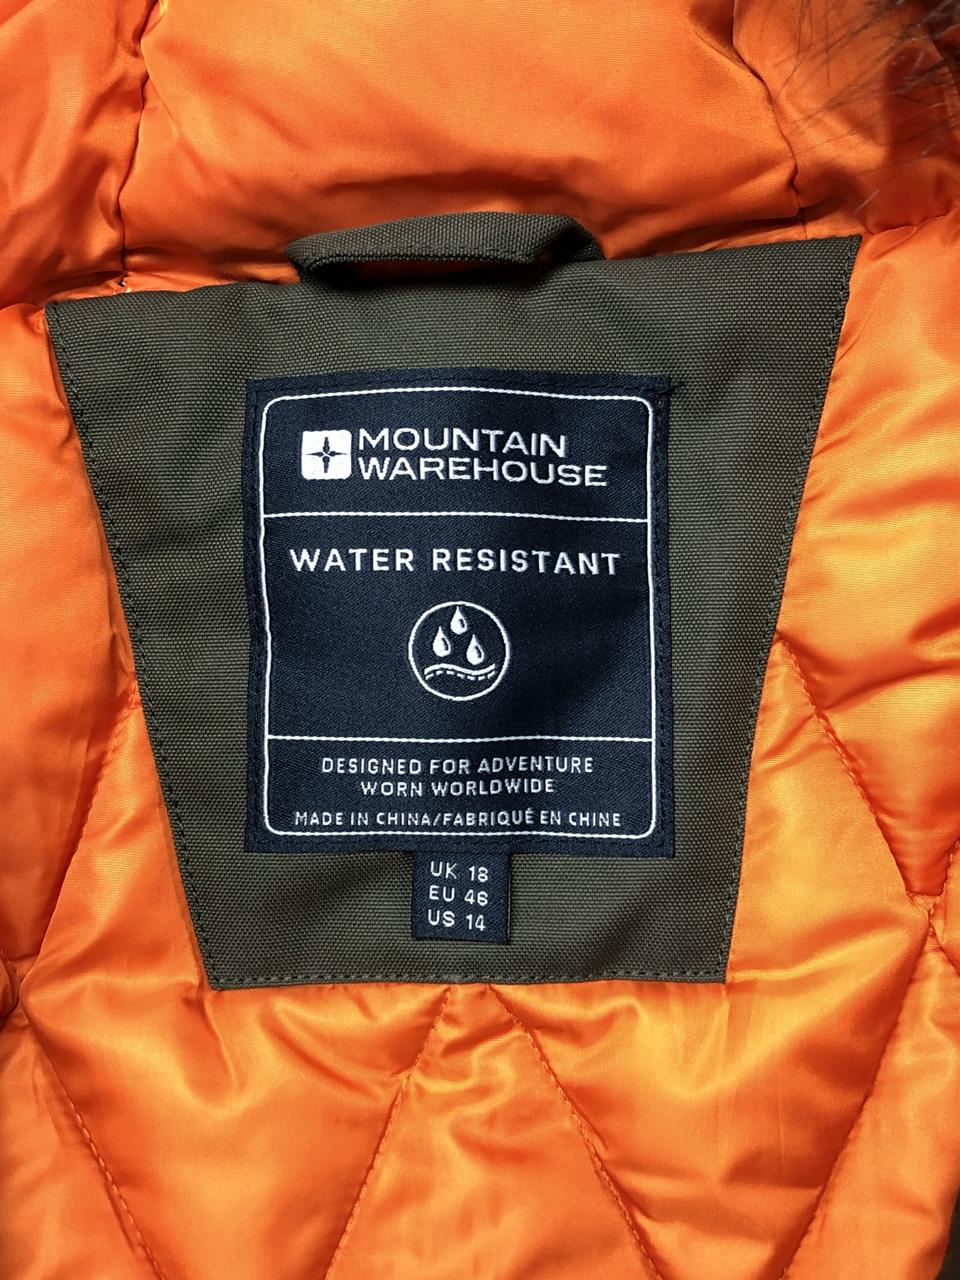 MOUNTAIN
WAREHOUSE
WATER RESISTANT
DESIGNED FOR ADVENTURE
WORN WORLDWIDE
MADE IN CHINA/FABRIQUÉ EN CHINE
UK 18
EU 46
US 14